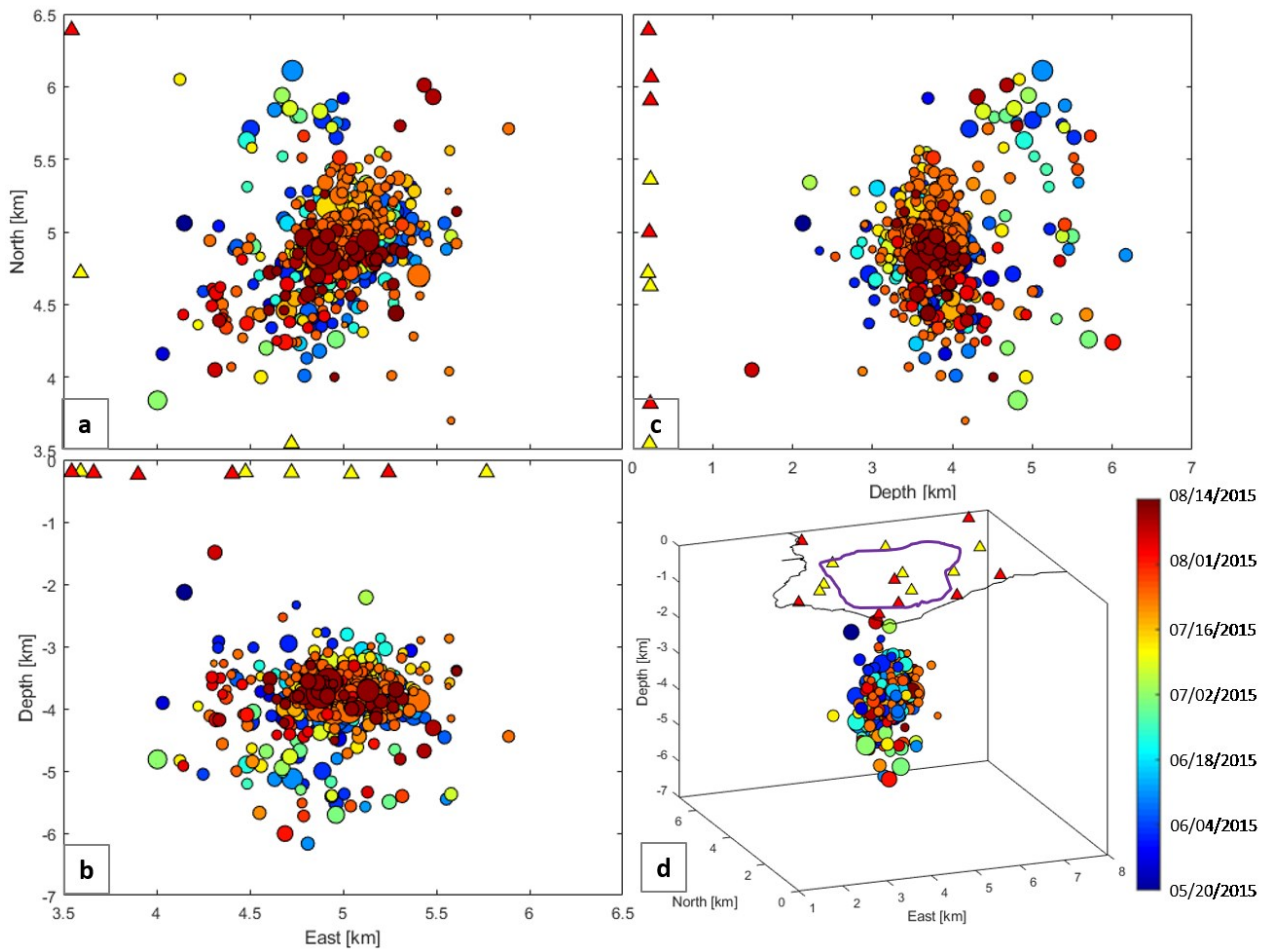 6.5
6
5.5
5
4.5
4
3.5
North [km]
a
c
0 1 2 3 4 5 6 7
Depth [km]
0
-1
-2
-3
-4
-5
-6
-7
Depth [km]
b
3.5 4 4.5 5 5.5 6 6.5
East [km]
0
-1
-2
-3
-4
-5
-6
-7
Depth [km]
6
4
2
0
North [km]
1 2 3 4 5 6 7 8
East [km]
d
08/14/2015
08/01/2015
07/16/2015
07/02/2015
06/18/2015
06/04/2015
05/20/2015